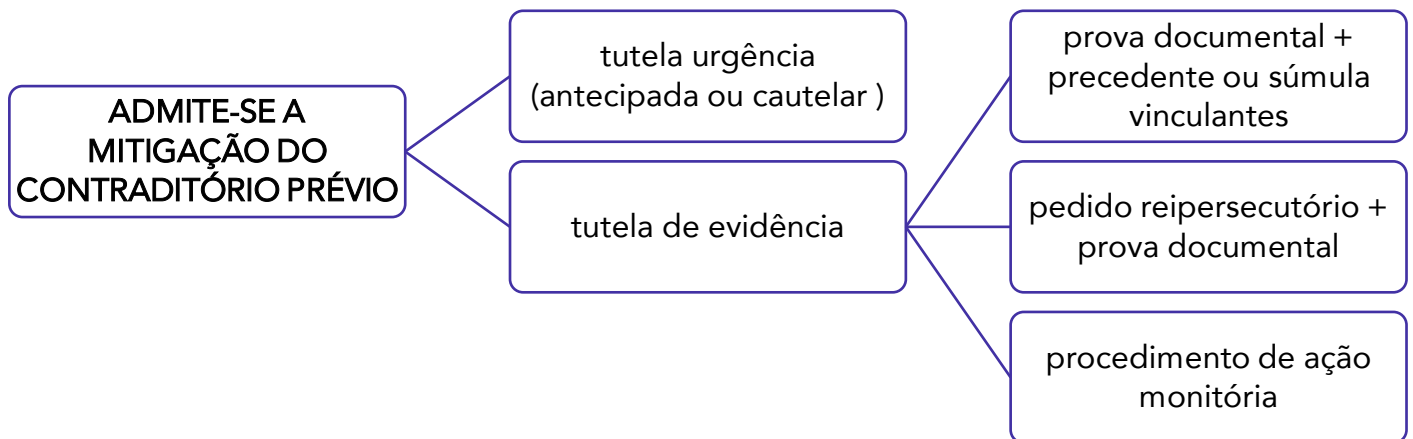 ADMITE-SE A
MITIGAÇÃO DO
CONTRADITÓRIO PRÉVIO
tutela urgência
(antecipada ou cautelar )
tutela de evidência
prova documental +
precedente ou súmula
vinculantes
pedido reipersecutório +
prova documental
procedimento de ação
monitória